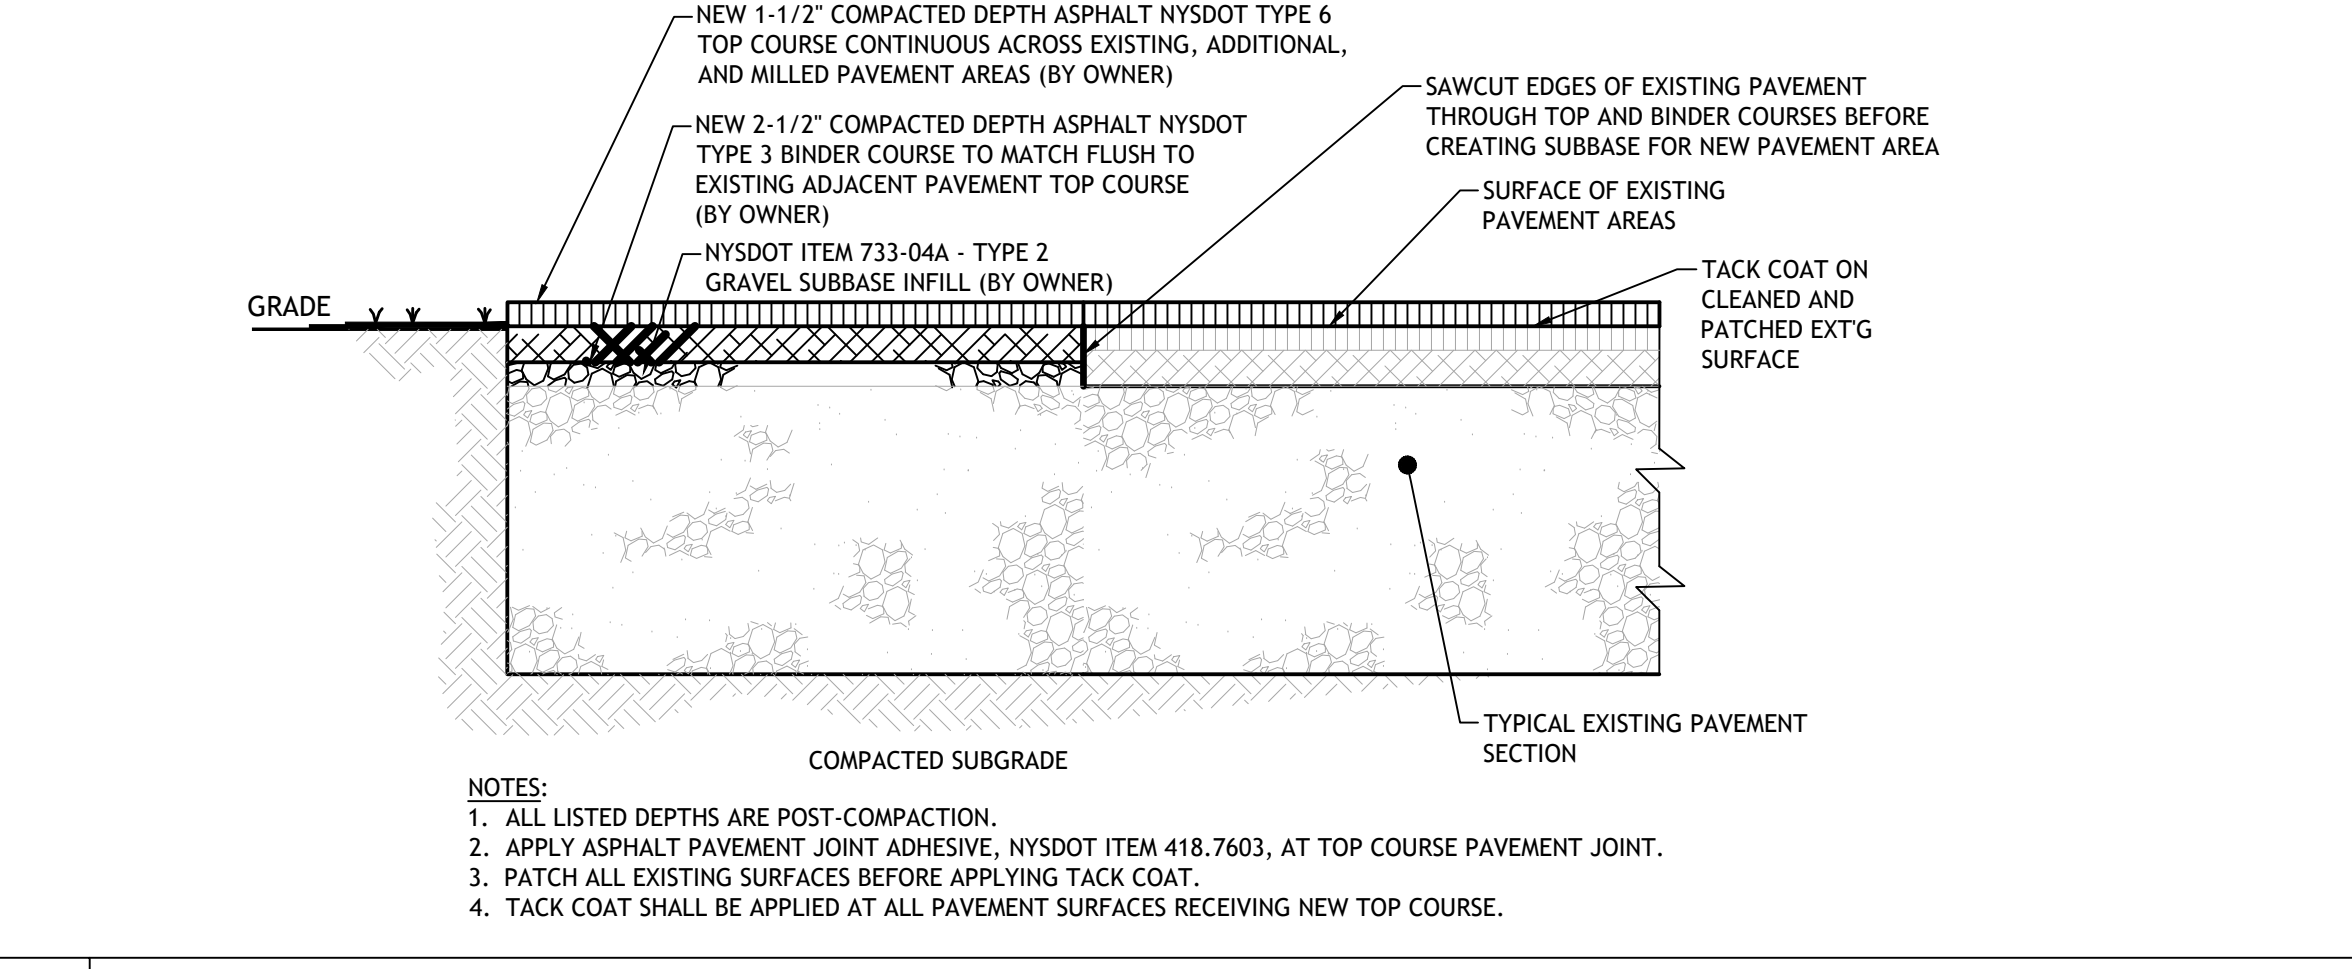 NEW 1-1/2" COMPACTED DEPTH ASPHALT NYSDOT TYPE 6
TOP COURSE CONTINUOUS ACROSS EXISTING, ADDITIONAL,
AND MILLED PAVEMENT AREAS (BY OWNER)
NEW 2-1/2" COMPACTED DEPTH ASPHALT NYSDOT
TYPE 3 BINDER COURSE TO MATCH FLUSH TO
EXISTING ADJACENT PAVEMENT TOP COURSE
(BY OWNER)
NYSDOT ITEM 733-04A - TYPE 2
GRAVEL SUBBASE INFILL (BY OWNER)
SAWCUT EDGES OF EXISTING PAVEMENT
THROUGH TOP AND BINDER COURSES BEFORE
CREATING SUBBASE FOR NEW PAVEMENT AREA
SURFACE OF EXISTING
PAVEMENT AREAS
TACK COAT ON
CLEANED AND
PATCHED EXT'G
SURFACE
GRADE
TYPICAL EXISTING PAVEMENT
SECTION
COMPACTED SUBGRADE
NOTES:
1. ALL LISTED DEPTHS ARE POST-COMPACTION.
2. APPLY ASPHALT PAVEMENT JOINT ADHESIVE, NYSDOT ITEM 418.7603, AT TOP COURSE PAVEMENT JOINT.
3. PATCH ALL EXISTING SURFACES BEFORE APPLYING TACK COAT.
4. TACK COAT SHALL BE APPLIED AT ALL PAVEMENT SURFACES RECEIVING NEW TOP COURSE.